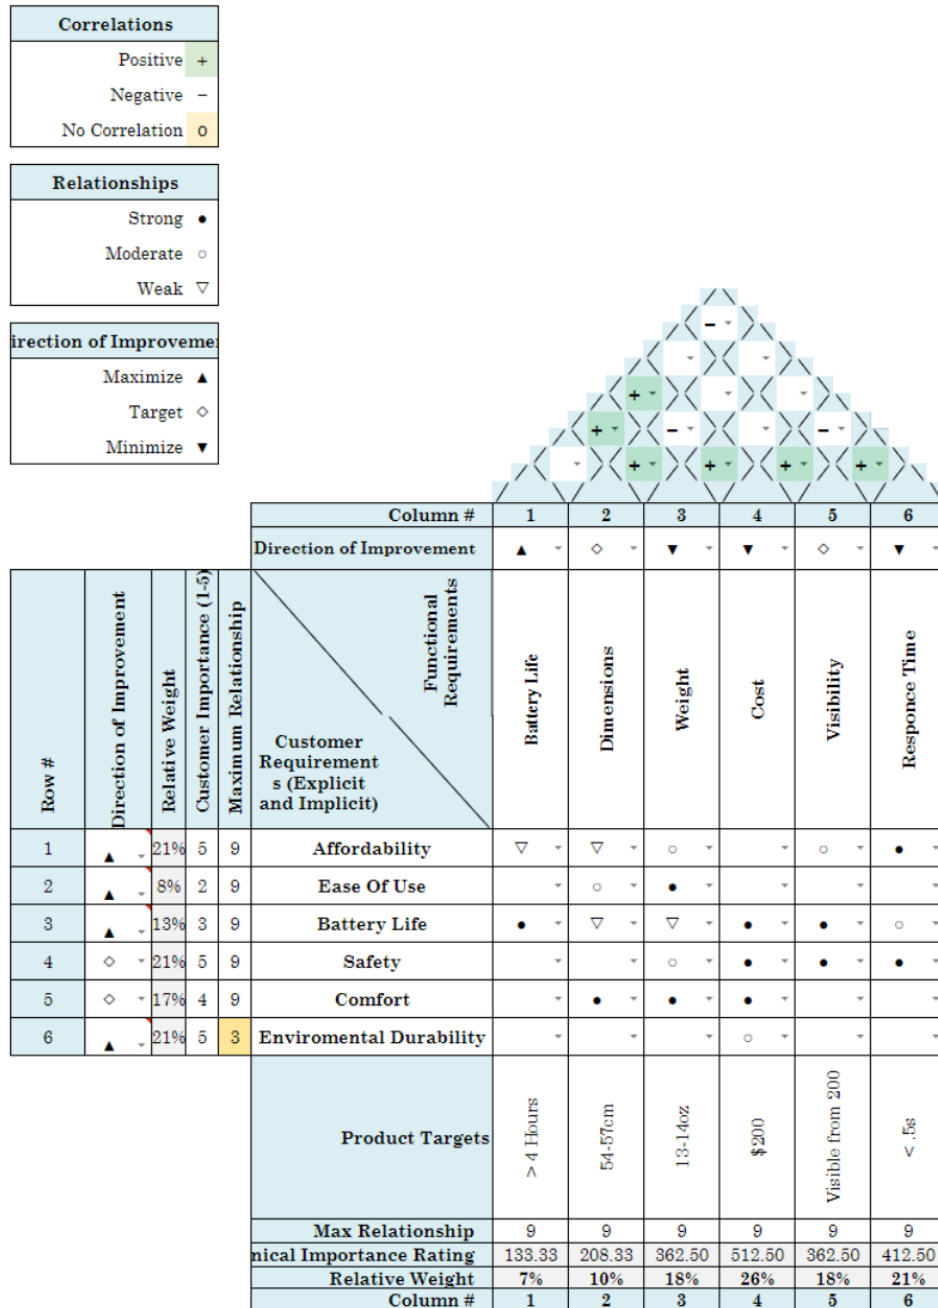 Correlations
Positive +
Negative −
No Correlation o
Relationships
Strong ●
Moderate ○
Weak ▽
irection of Improvemen
Maximize ▲
Target ◇
Minimize ▼
−
+
+ − −
+ + + +
Column # 1 2 3 4 5 6
Direction of Improvement ▲ ◇ ▼ ▼ ◇ ▼
Row #
Direction of Improvement
Relative Weight
Customer Importance (1-5)
Maximum Relationship
Functional
Requirements
Customer
Requirement
s (Explicit
and Implicit)
Battery Life
Dimensions
Weight
Cost
Visibility
Responce Time
1 ▲ 21% 5 9 Affordability ▽ ▽ ○ ○ ●
2 ▲ 8% 2 9 Ease Of Use ○ ●
3 ▲ 13% 3 9 Battery Life ● ▽ ▽ ● ● ○
4 ◇ 21% 5 9 Safety ○ ● ● ●
5 ◇ 17% 4 9 Comfort ● ● ●
6 ▲ 21% 5 3 Enviromental Durability ○
Product Targets
> 4 Hours
54-57cm
13-14oz
$200
Visible from 200
< .5s
Max Relationship 9 9 9 9 9 9
nical Importance Rating 133.33 208.33 362.50 512.50 362.50 412.50
Relative Weight 7% 10% 18% 26% 18% 21%
Column # 1 2 3 4 5 6